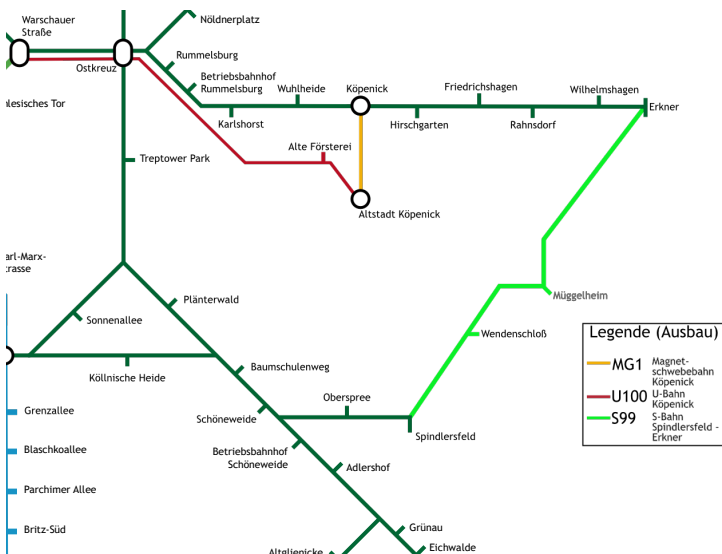 Warschauer
Straße
Nöldnerplatz
Ostkreuz
Rummelsburg
Betriebsbahnhof
Rummelsburg
Wuhlheide
Köpenick
Friedrichshagen
Wilhelmshagen
Erkner
lesisches Tor
Karlshorst
Hirschgarten
Rahnsdorf
Alte Försterei
Treptower Park
Altstadt Köpenick
arl-Marx-
trasse
Plänterwald
Müggelheim
Sonnenallee
Wendenschloß
Legende (Ausbau)
MG1 Magnet-
schwebebahn
Köpenick
U100 U-Bahn
Köpenick
S99 S-Bahn
Spindlersfeld -
Erkner
Köllnische Heide
Baumschulenweg
Oberspree
Grenzallee
Schöneweide
Spindlersfeld
Blaschkoallee
Betriebsbahnhof
Schöneweide
Adlershof
Parchimer Allee
Britz-Süd
Grünau
Eichwalde
Altglienicke